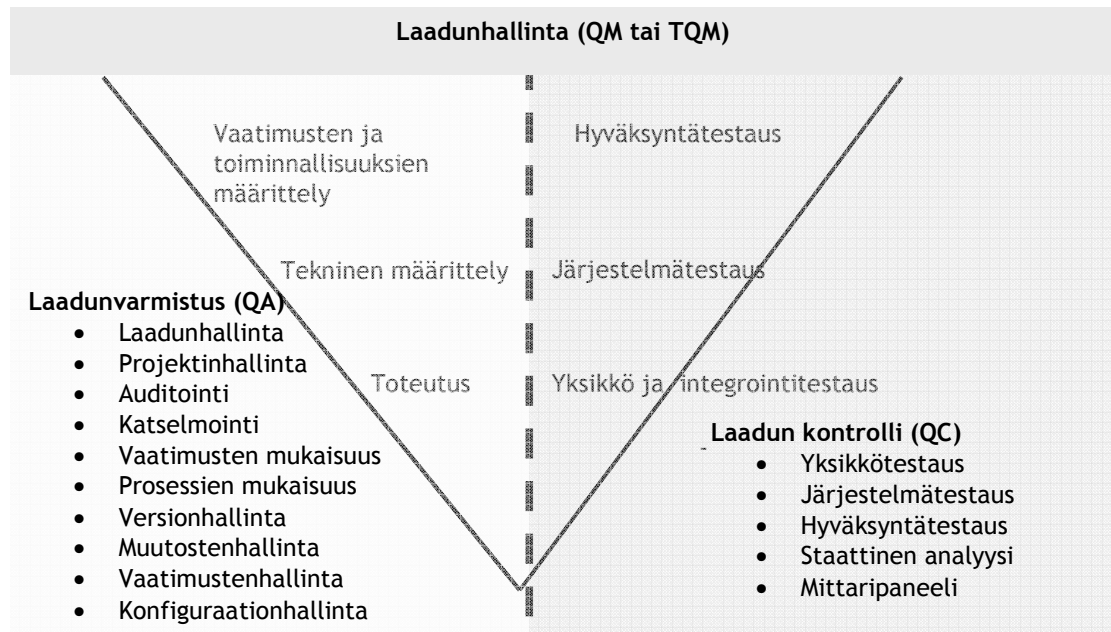 Laadunhallinta (QM tai TQM)
Vaatimusten ja
toiminnallisuuksien
määrittely
Hyväksyntätestaus
Tekninen määrittely
Järjestelmätestaus
Laadunvarmistus (QA)
• Laadunhallinta
• Projektinhallinta
• Auditointi
• Katselmointi
• Vaatimusten mukaisuus
• Prosessien mukaisuus
• Versionhallinta
• Muutostenhallinta
• Vaatimustenhallinta
• Konfiguraationhallinta
Toteutus
Yksikkö ja integrointitestaus
Laadun kontrolli (QC)
• Yksikkötestaus
• Järjestelmätestaus
• Hyväksyntätestaus
• Staattinen analyysi
• Mittaripaneeli